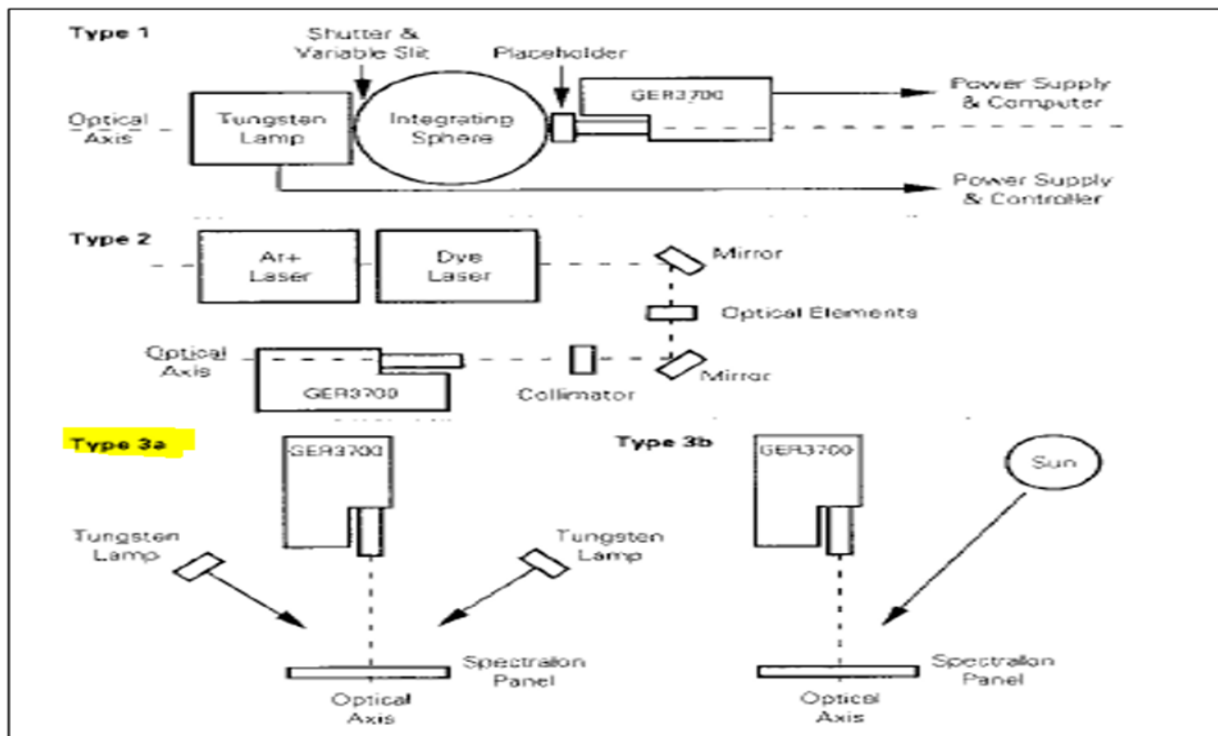 Type 1
Shutter &
Variable Slit
Placeholder
GER3700
Power Supply
& Computer
Optical
Axis
Tungsten
Lamp
Integrating
Sphere
Power Supply
& Controller
Type 2
Ar+
Laser
Dye
Laser
Mirror
Optical Elements
Optical
Axis
GER3700
Collimator
Mirror
Type 3a
GER3700
Tungsten
Lamp
Tungsten
Lamp
Spectralon
Panel
Optical
Axis
Type 3b
GER3700
Sun
Spectralon
Panel
Optical
Axis